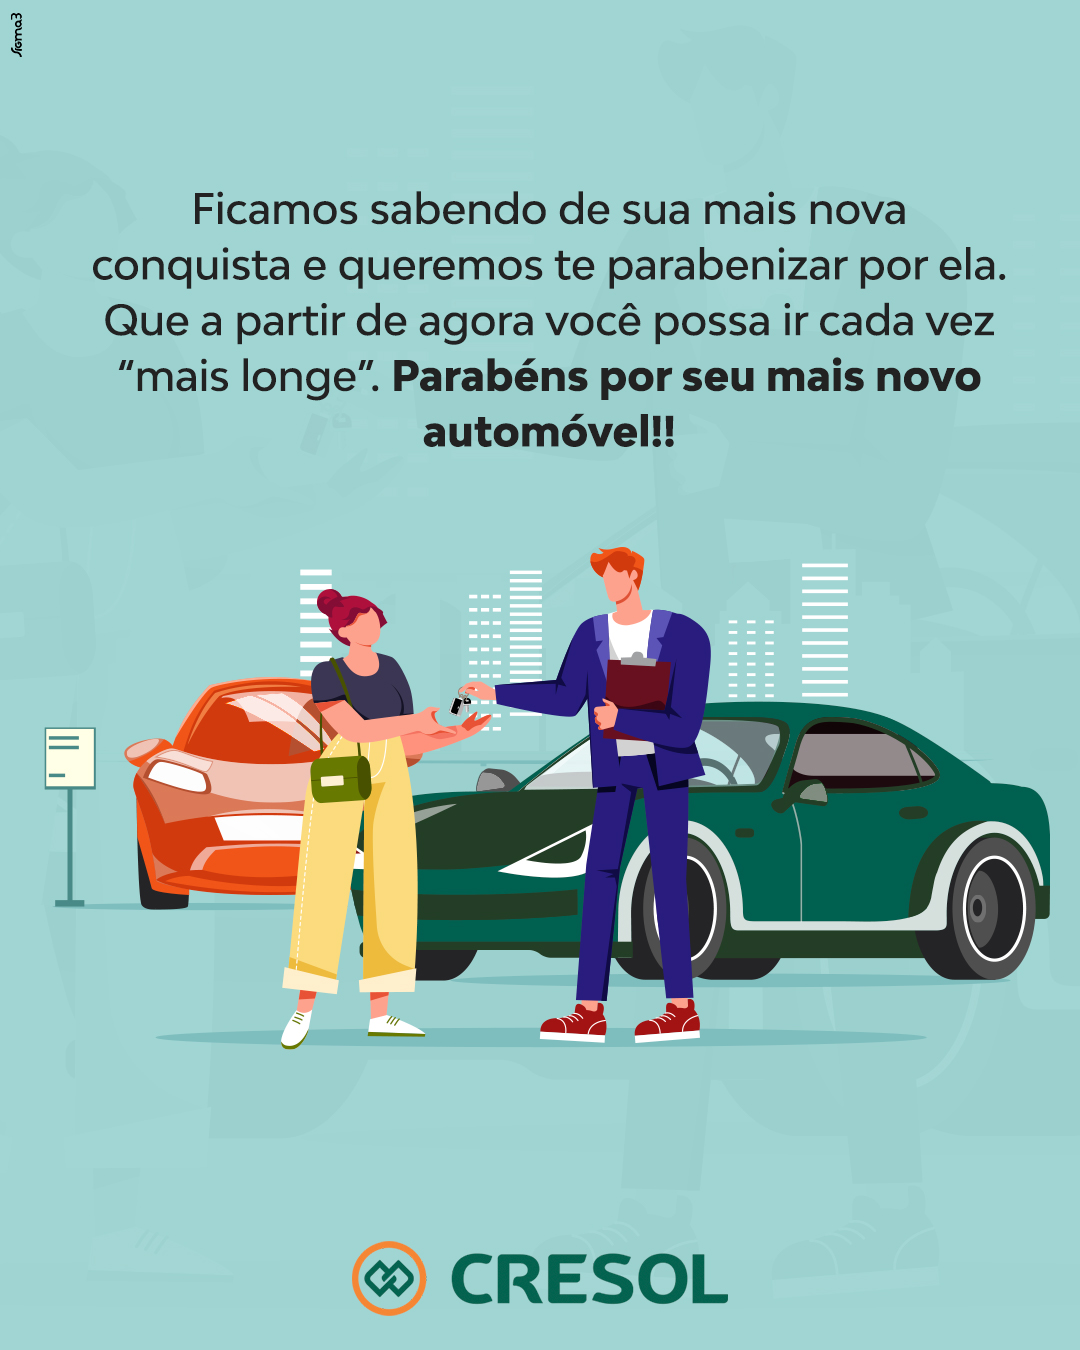 sigma3
Ficamos sabendo de sua mais nova
conquista e queremos te parabenizar por ela.
Que a partir de agora você possa ir cada vez
“mais longe”. Parabéns por seu mais novo
automóvel!!
CRESOL